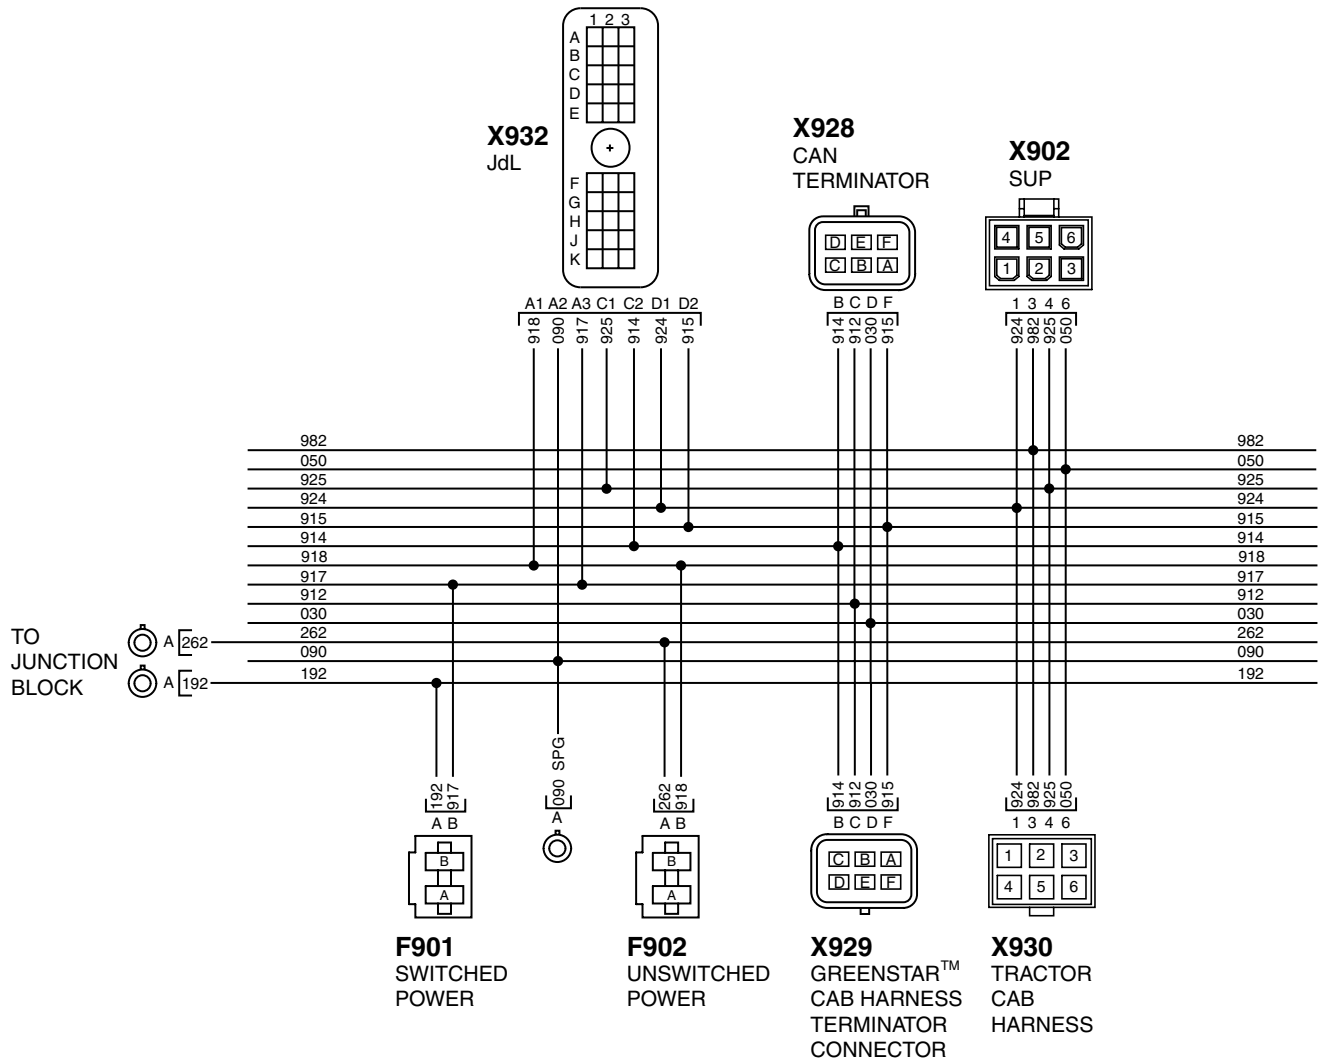 1 2 3
A
B
C
D
E
X932
JdL
F
G
H
J
K
X928
CAN
TERMINATOR
X902
SUP
D E F
C B A
4 5 6
1 2 3
A1 A2 A3 C1 C2 D1 D2
918 090 917 925 914 924 915
B C D F
914 912 030 915
1 3 4 6
924 982 925 050
982 982
050 050
925 925
924 924
915 915
914 914
918 918
917 917
912 912
030 030
262 262
090 090
192 192
TO
JUNCTION
BLOCK
A 262
A 192
192 917
A B
B
A
F901
SWITCHED
POWER
090 SPG
A
262 918
A B
B
A
F902
UNSWITCHED
POWER
914 912 030 915
B C D F
C B A
D E F
X929
GREENSTAR™
CAB HARNESS
TERMINATOR
CONNECTOR
924 982 925 050
1 3 4 6
1 2 3
4 5 6
X930
TRACTOR
CAB
HARNESS